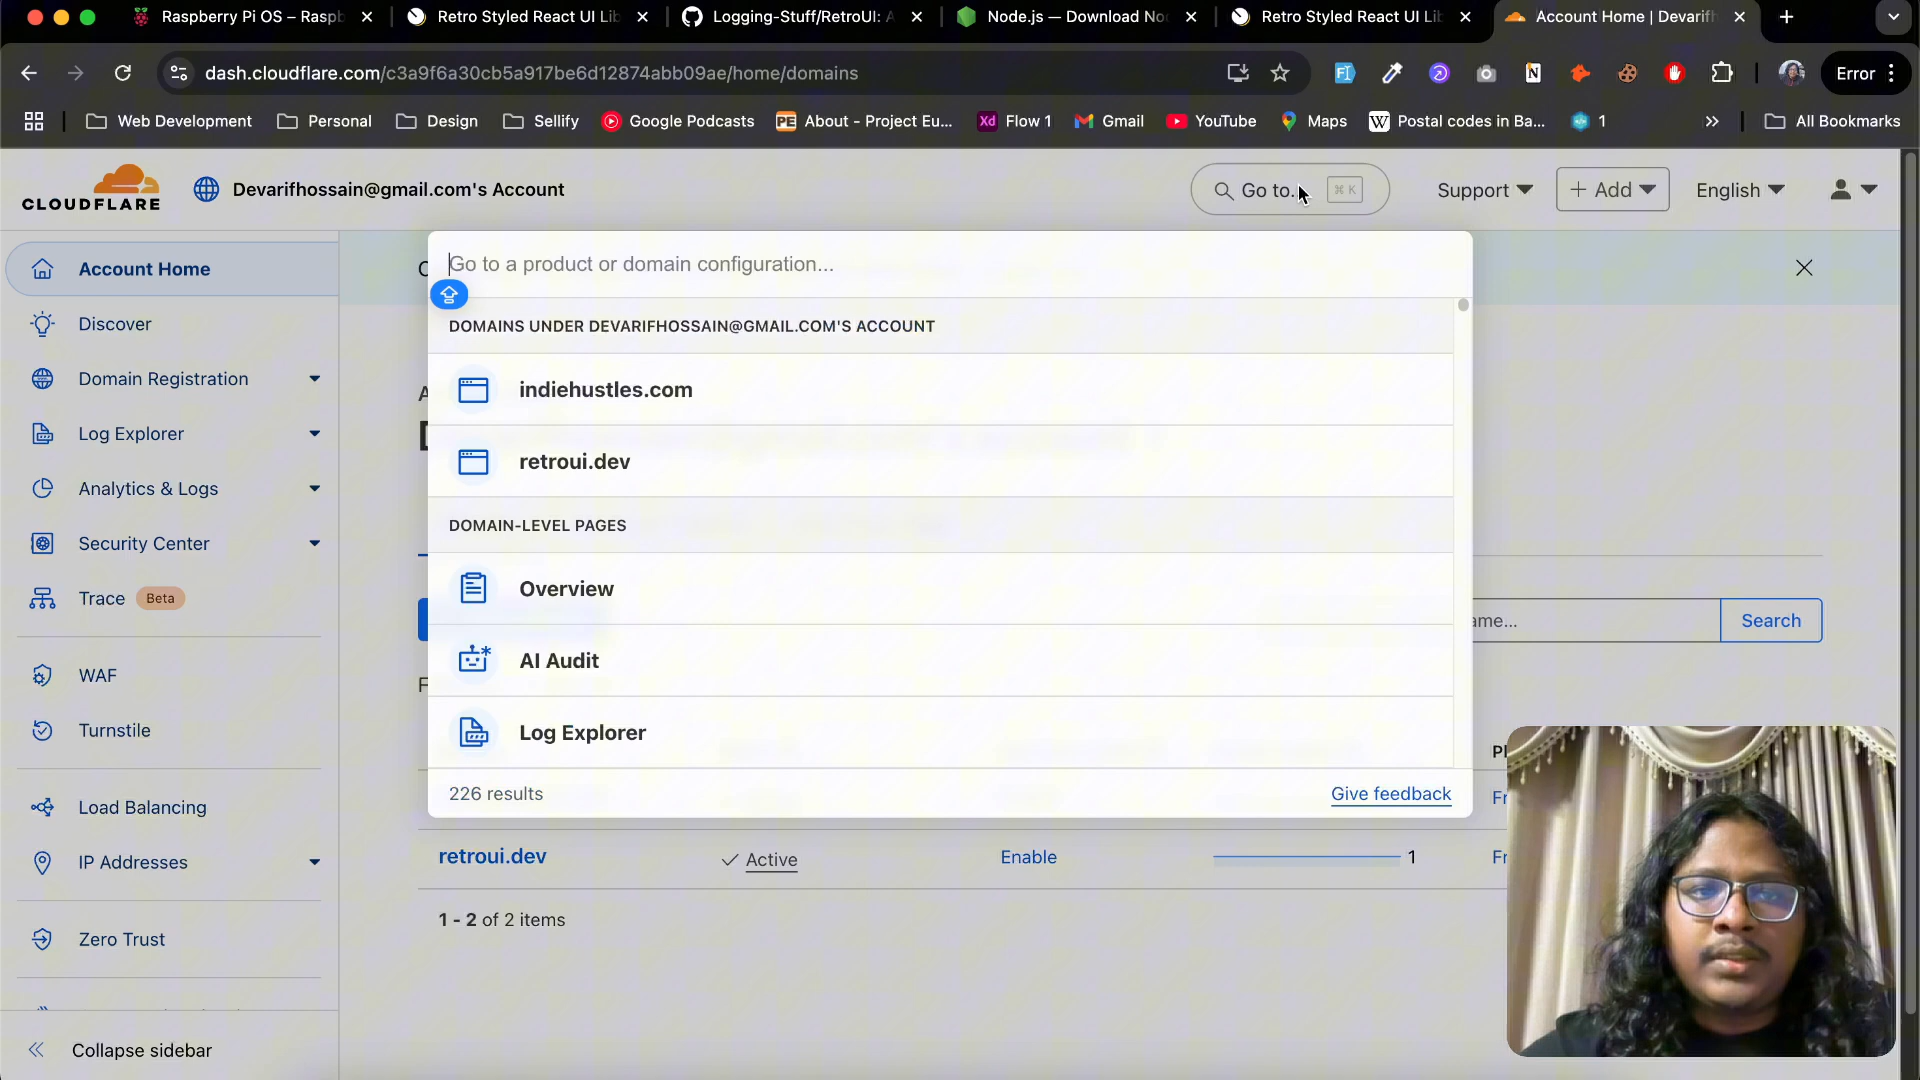 Raspberry Pi OS – Raspb
Retro Styled React UI Lib
Logging-Stuff/RetroUI: A
Node.js — Download No
Retro Styled React UI Lib
Account Home | Devarifh
dash.cloudflare.com/c3a9f6a30cb5a917be6d12874abb09ae/home/domains
Error
Web Development
Personal
Design
Sellify
Google Podcasts
About - Project Eu...
Flow 1
Gmail
YouTube
Maps
Postal codes in Ba...
1
All Bookmarks
CLOUDFLARE
Devarifhossain@gmail.com's Account
Go to...
⌘ K
Support
+ Add
English
Account Home
Discover
Domain Registration
Log Explorer
Analytics & Logs
Security Center
Trace Beta
WAF
Turnstile
Load Balancing
IP Addresses
Zero Trust
Collapse sidebar
Go to a product or domain configuration...
DOMAINS UNDER DEVARIFHOSSAIN@GMAIL.COM'S ACCOUNT
indiehustles.com
retroui.dev
DOMAIN-LEVEL PAGES
Overview
AI Audit
Log Explorer
226 results
Give feedback
ame...
Search
retroui.dev
Active
Enable
1
Fr
1 - 2 of 2 items